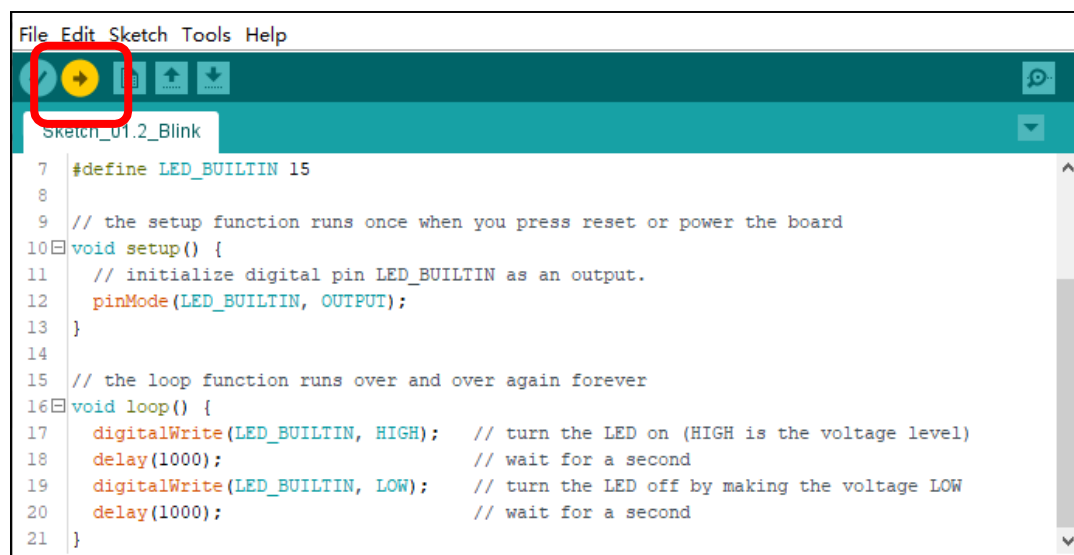 File Edit Sketch Tools Help
Sketch_01.2_Blink
7 #define LED_BUILTIN 15
8
9 // the setup function runs once when you press reset or power the board
10 void setup() {
11   // initialize digital pin LED_BUILTIN as an output.
12   pinMode(LED_BUILTIN, OUTPUT);
13 }
14
15 // the loop function runs over and over again forever
16 void loop() {
17   digitalWrite(LED_BUILTIN, HIGH);   // turn the LED on (HIGH is the voltage level)
18   delay(1000);                       // wait for a second
19   digitalWrite(LED_BUILTIN, LOW);    // turn the LED off by making the voltage LOW
20   delay(1000);                       // wait for a second
21 }